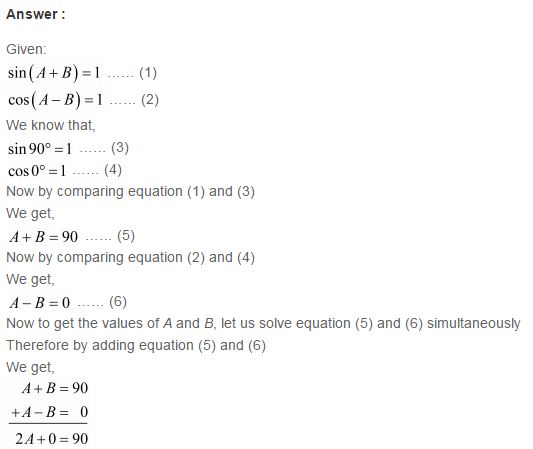 Answer :
Given:
sin(A + B) = 1 ...... (1)
cos(A − B) = 1 ...... (2)
We know that,
sin 90° = 1 ...... (3)
cos 0° = 1 ...... (4)
Now by comparing equation (1) and (3)
We get,
A + B = 90 ...... (5)
Now by comparing equation (2) and (4)
We get,
A − B = 0 ...... (6)
Now to get the values of A and B, let us solve equation (5) and (6) simultaneously
Therefore by adding equation (5) and (6)
We get,
A + B = 90
+ A − B = 0
2A + 0 = 90